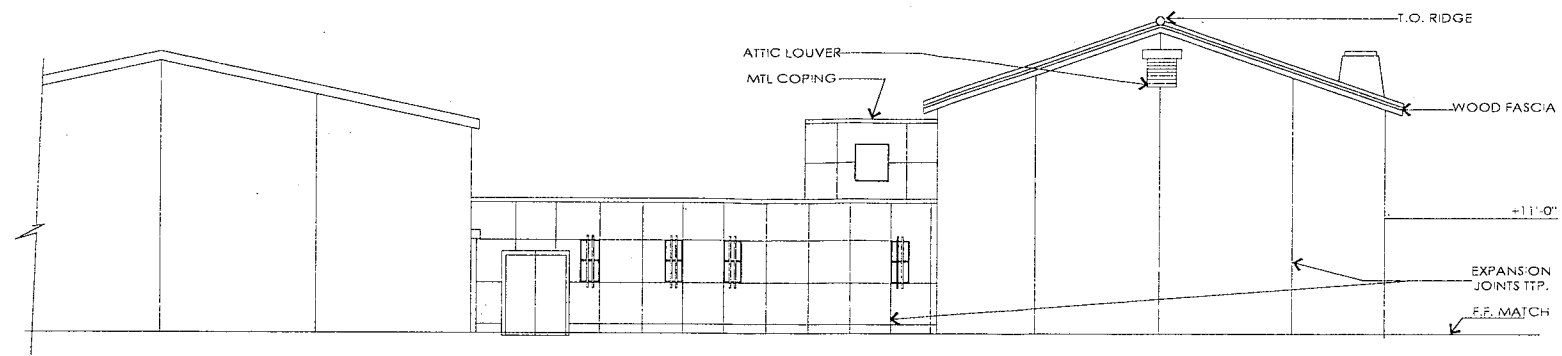 T.O. RIDGE
ATTIC LOUVER
MTL COPING
WOOD FASCIA
+11'-0"
EXPANSION
JOINTS TYP.
F.F. MATCH